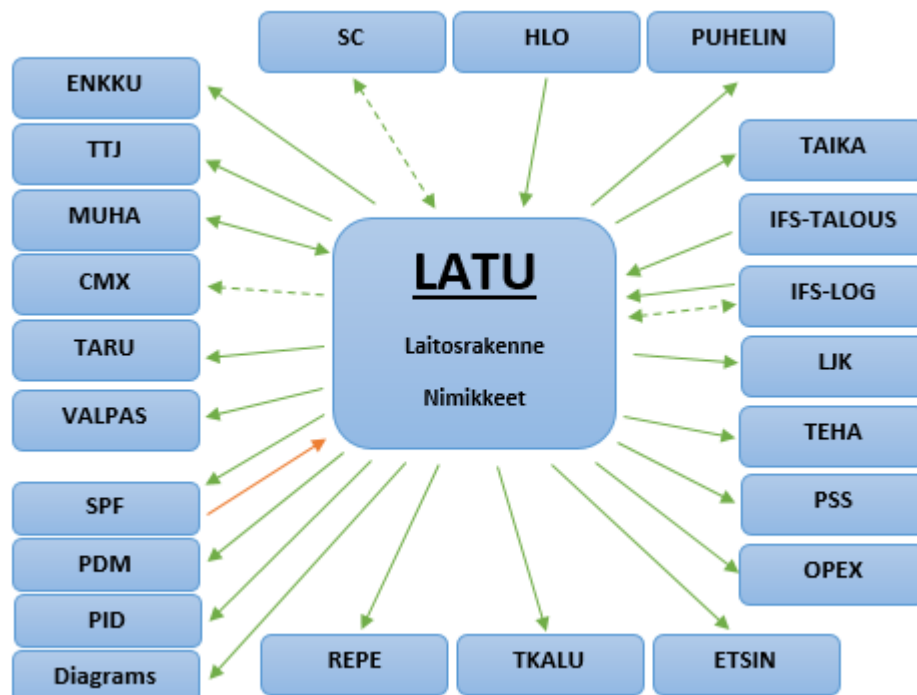 SC
HLO
PUHELIN
ENKKU
TTJ
MUHA
CMX
TARU
VALPAS
SPF
PDM
PID
Diagrams
LATU
Laitosrakenne
Nimikkeet
TAIKA
IFS-TALOUS
IFS-LOG
LJK
TEHA
PSS
OPEX
REPE
TKALU
ETSIN